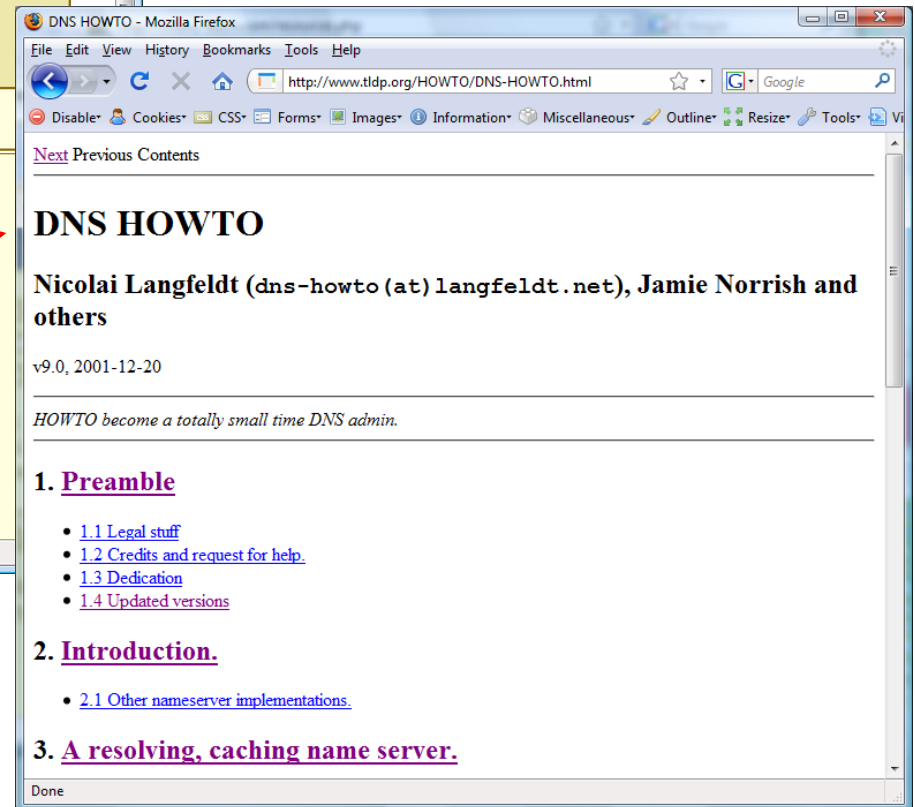 DNS HOWTO - Mozilla Firefox
File Edit View History Bookmarks Tools Help
http://www.tldp.org/HOWTO/DNS-HOWTO.html
G Google
Disable Cookies CSS Forms Images Information Miscellaneous Outline Resize Tools Vi
Next Previous Contents
DNS HOWTO
Nicolai Langfeldt (dns-howto(at)langfeldt.net), Jamie Norrish and
others
v9.0, 2001-12-20
HOWTO become a totally small time DNS admin.
1. Preamble
• 1.1 Legal stuff
• 1.2 Credits and request for help.
• 1.3 Dedication
• 1.4 Updated versions
2. Introduction.
• 2.1 Other nameserver implementations.
3. A resolving, caching name server.
Done